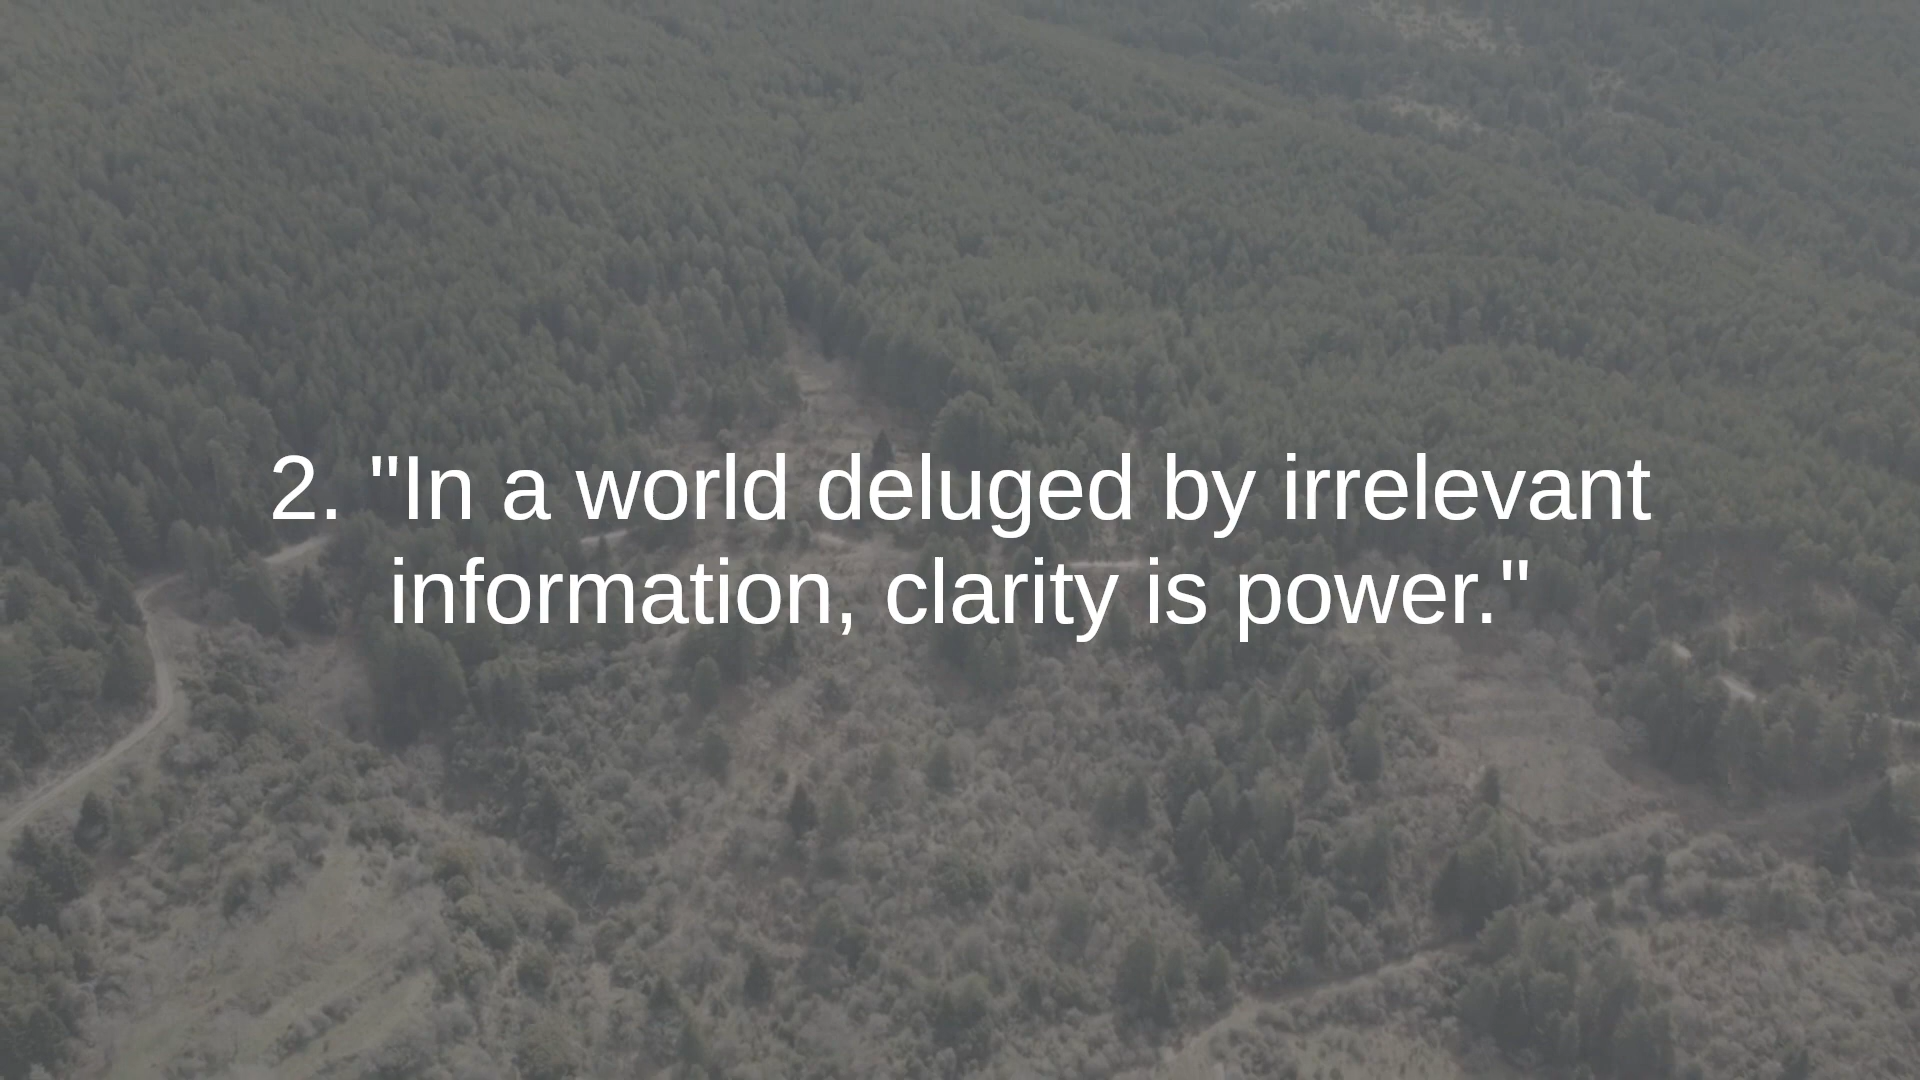 2. "In a world deluged by irrelevant
information, clarity is power."